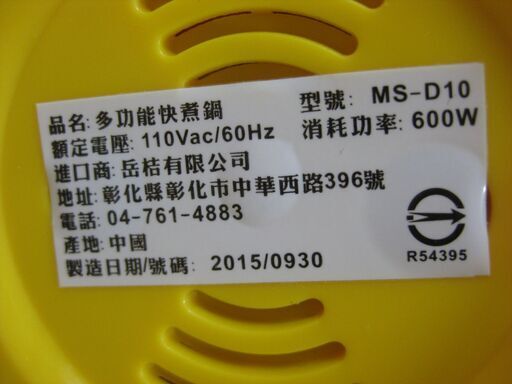 品名: 多功能快煮鍋
型號: MS-D10
額定電壓: 110Vac/60Hz
消耗功率: 600W
進口商: 岳桔有限公司
地址: 彰化縣彰化市中華西路396號
電話: 04-761-4883
產地: 中國
製造日期/號碼: 2015/0930
R54395